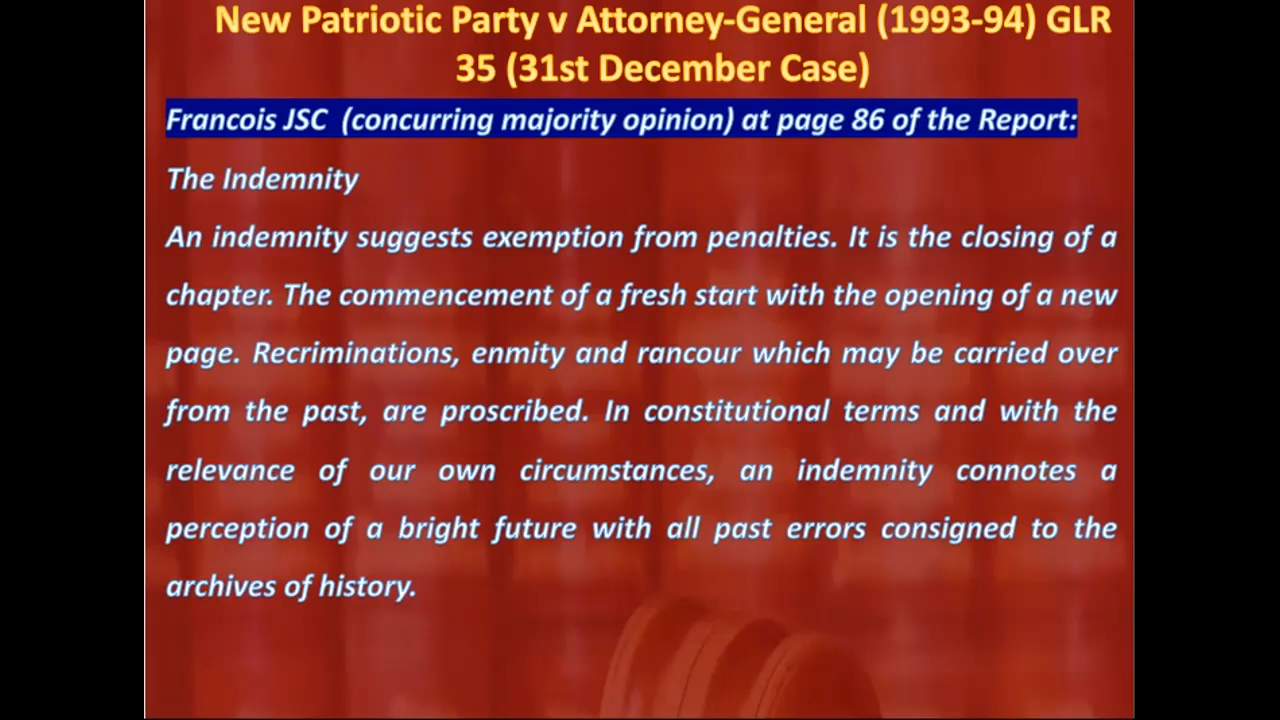 New Patriotic Party v Attorney-General (1993-94) GLR
35 (31st December Case)
Francois JSC (concurring majority opinion) at page 86 of the Report:
The Indemnity
An indemnity suggests exemption from penalties. It is the closing of a
chapter. The commencement of a fresh start with the opening of a new
page. Recriminations, enmity and rancour which may be carried over
from the past, are proscribed. In constitutional terms and with the
relevance of our own circumstances, an indemnity connotes a
perception of a bright future with all past errors consigned to the
archives of history.